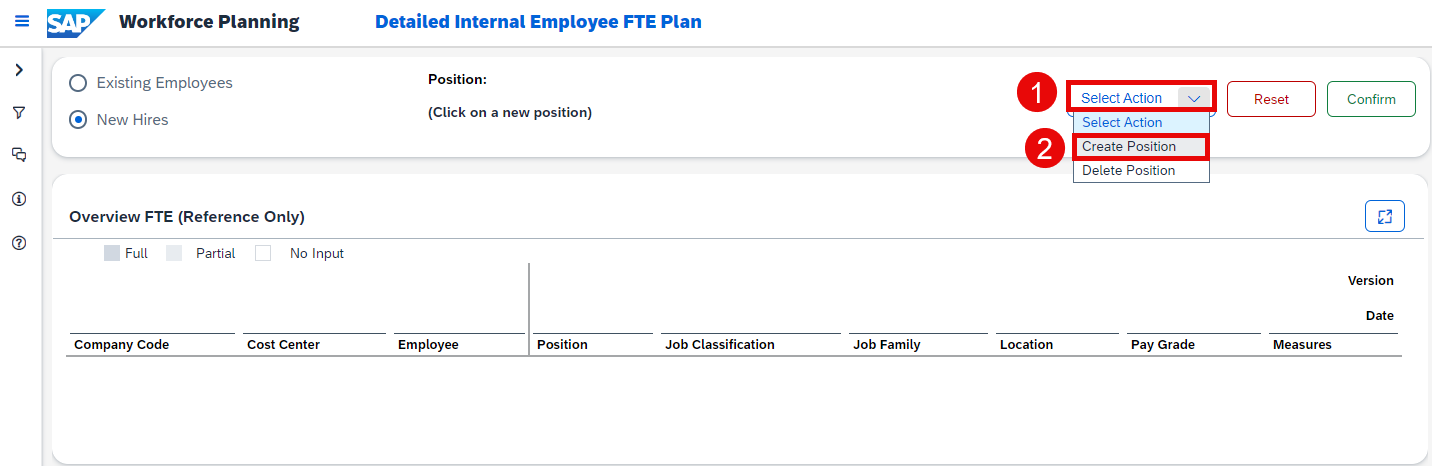 SAP Workforce Planning Detailed Internal Employee FTE Plan
Existing Employees
New Hires
Position:
(Click on a new position)
1 Select Action Reset Confirm
Select Action
2 Create Position
Delete Position
Overview FTE (Reference Only)
Full Partial No Input
Version
Date
Company Code Cost Center Employee Position Job Classification Job Family Location Pay Grade Measures